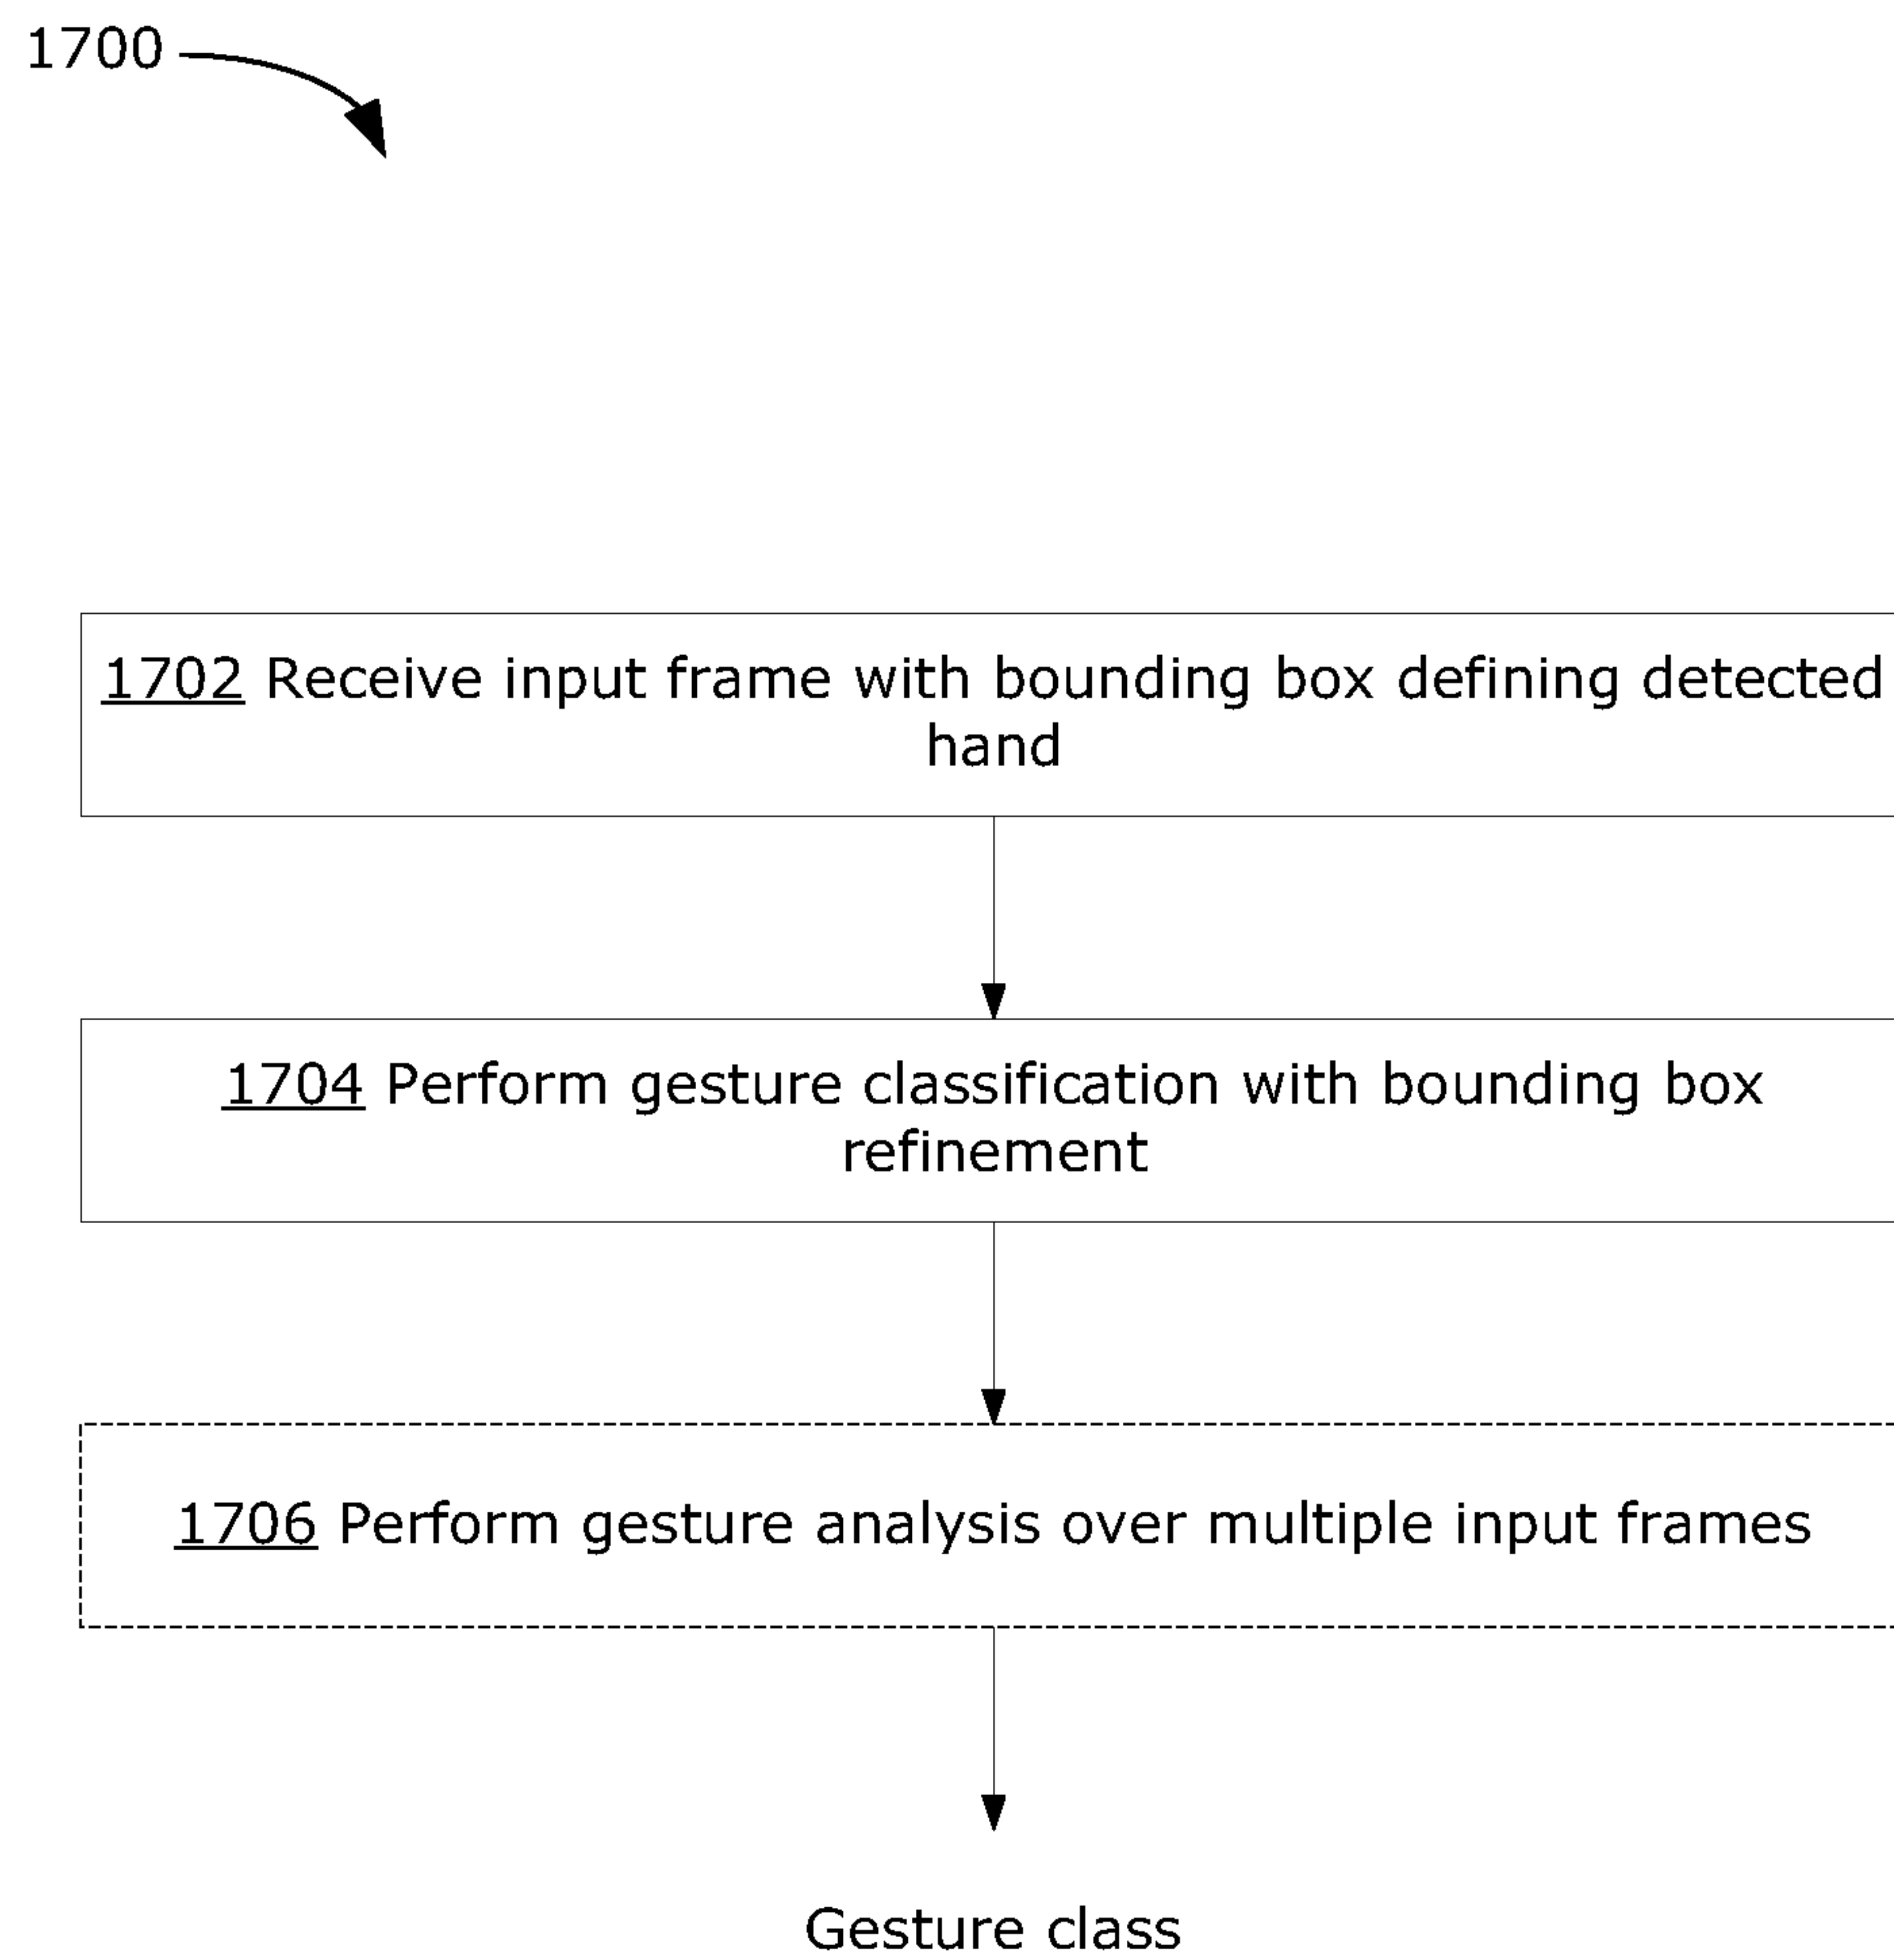 1700
1702 Receive input frame with bounding box defining detected
hand
1704 Perform gesture classification with bounding box
refinement
1706 Perform gesture analysis over multiple input frames
Gesture class